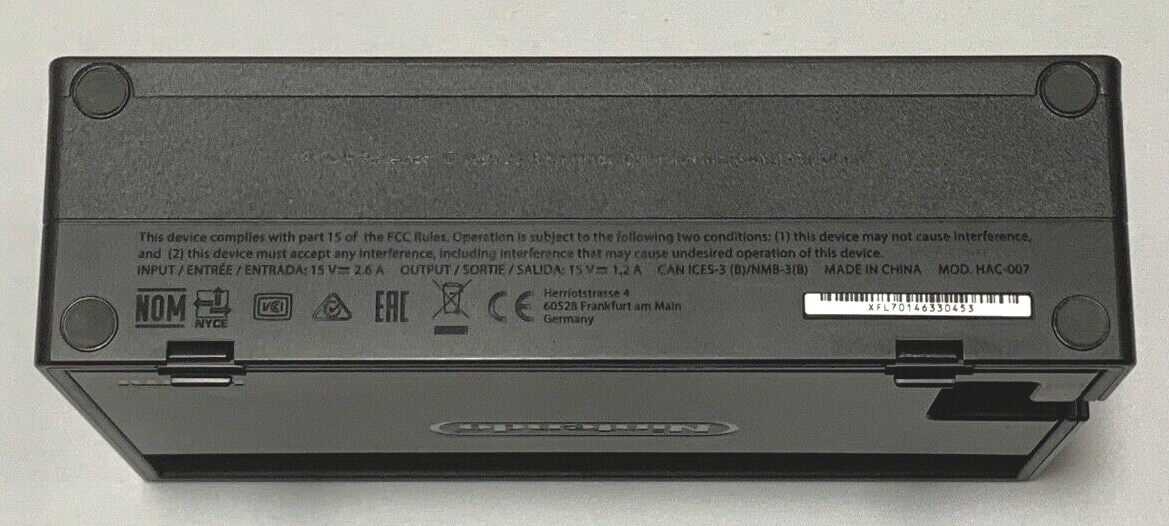 This device complies with part 15 of the FCC Rules. Operation is subject to the following two conditions: (1) this device may not cause interference,
and (2) this device must accept any interference, including interference that may cause undesired operation of this device.
INPUT / ENTRÉE / ENTRADA: 15 V⎓ 2.6 A OUTPUT / SORTIE / SALIDA: 15 V⎓ 1.2 A CAN ICES-3 (B)/NMB-3(B) MADE IN CHINA MOD. HAC-007
NOM
NYCE
VCI
EAC
CE
Herriotstrasse 4
60528 Frankfurt am Main
Germany
XFL70146330453
Nintendo